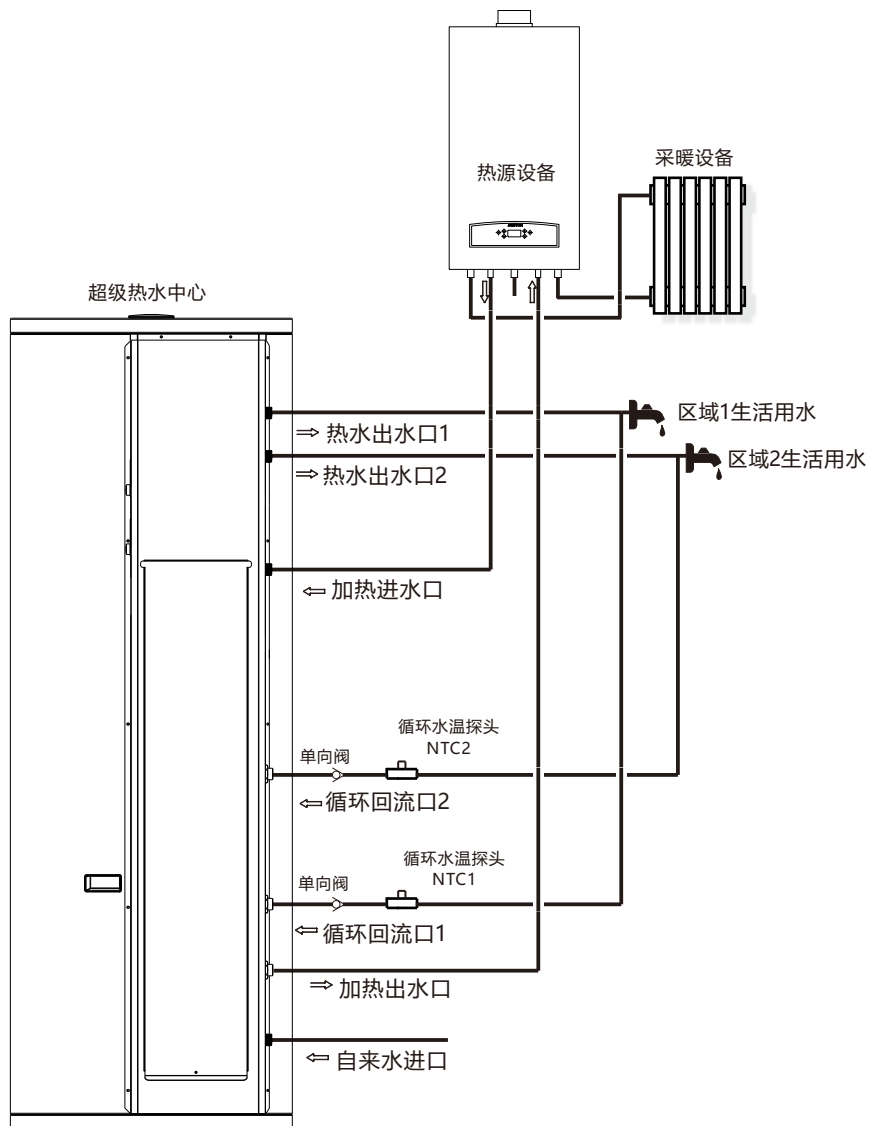 热源设备
采暖设备
超级热水中心
区域1生活用水
热水出水口1
区域2生活用水
热水出水口2
加热进水口
循环水温探头
NTC2
单向阀
循环回流口2
循环水温探头
NTC1
单向阀
循环回流口1
加热出水口
自来水进口